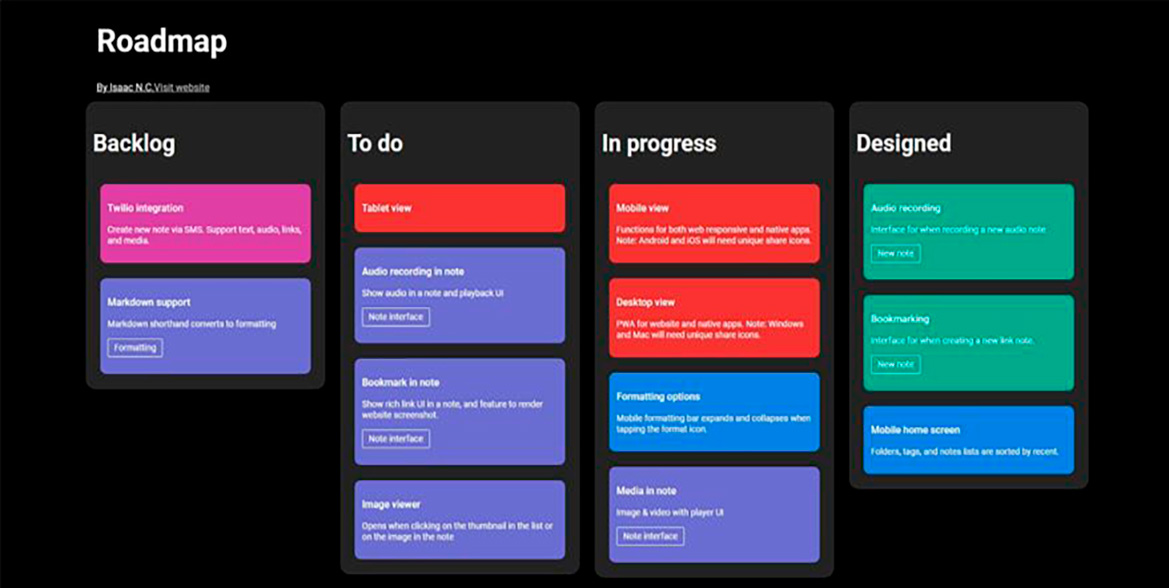 Roadmap
By Isaac N.C.Visit website
Backlog
Twilio integration
Create new note via SMS. Support text, audio, links,
and media.
Markdown support
Markdown shorthand converts to formatting
Formatting
To do
Tablet view
Audio recording in note
Show audio in a note and playback UI
Note interface
Bookmark in note
Show rich link UI in a note, and feature to render
website screenshot.
Note interface
Image viewer
Opens when clicking on the thumbnail in the list or
on the image in the note
In progress
Mobile view
Functions for both web responsive and native apps.
Note: Android and iOS will need unique share icons.
Desktop view
PWA for website and native apps. Note: Windows
and Mac will need unique share icons.
Formatting options
Mobile formatting bar expands and collapses when
tapping the format icon.
Media in note
Image & video with player UI
Note interface
Designed
Audio recording
Interface for when recording a new audio note.
New note
Bookmarking
Interface for when creating a new link note.
New note
Mobile home screen
Folders, tags, and notes lists are sorted by recent.